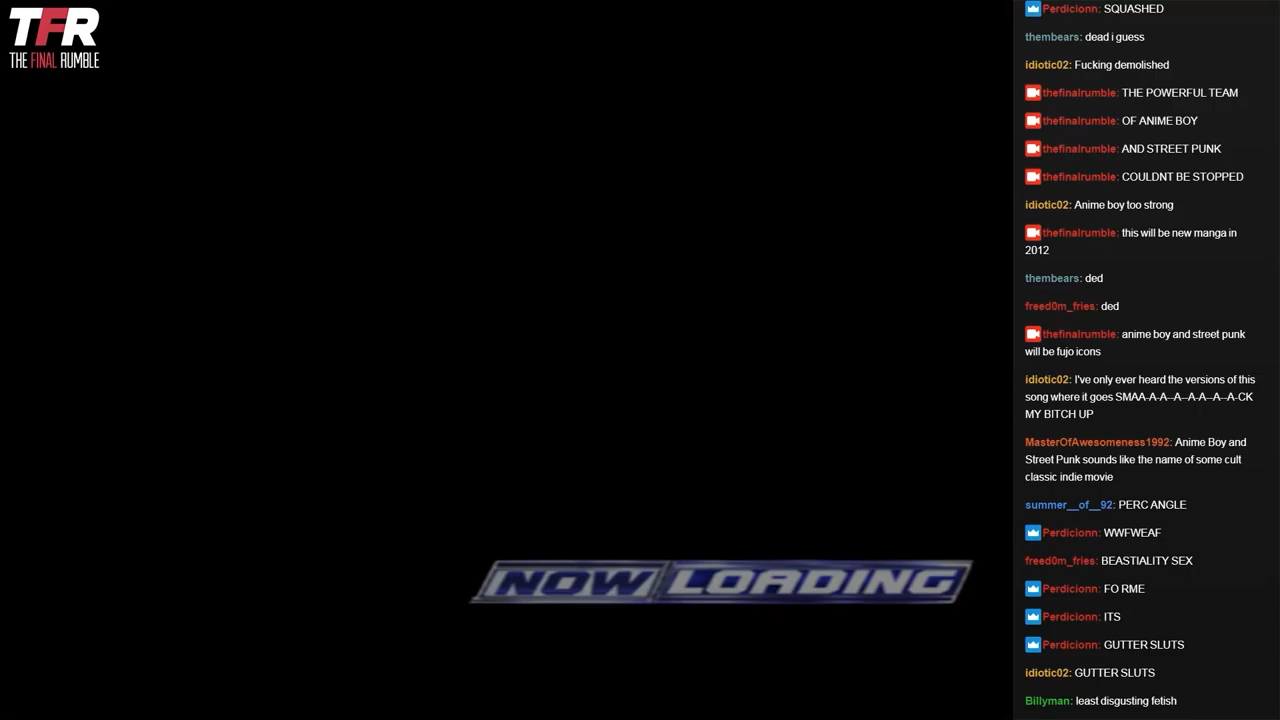 TFR
THE FINAL RUMBLE
NOW LOADING
Perdicionn: SQUASHED
thembears: dead i guess
idiotic02: Fucking demolished
thefinalrumble: THE POWERFUL TEAM
thefinalrumble: OF ANIME BOY
thefinalrumble: AND STREET PUNK
thefinalrumble: COULDNT BE STOPPED
idiotic02: Anime boy too strong
thefinalrumble: this will be new manga in
2012
thembears: ded
freed0m_fries: ded
thefinalrumble: anime boy and street punk
will be fujo icons
idiotic02: I've only ever heard the versions of this
song where it goes SMAA-A-A--A--A-A--A--A-CK
MY BITCH UP
MasterOfAwesomeness1992: Anime Boy and
Street Punk sounds like the name of some cult
classic indie movie
summer__of__92: PERC ANGLE
Perdicionn: WWFWEAF
freed0m_fries: BEASTIALITY SEX
Perdicionn: FO RME
Perdicionn: ITS
Perdicionn: GUTTER SLUTS
idiotic02: GUTTER SLUTS
Billyman: least disgusting fetish